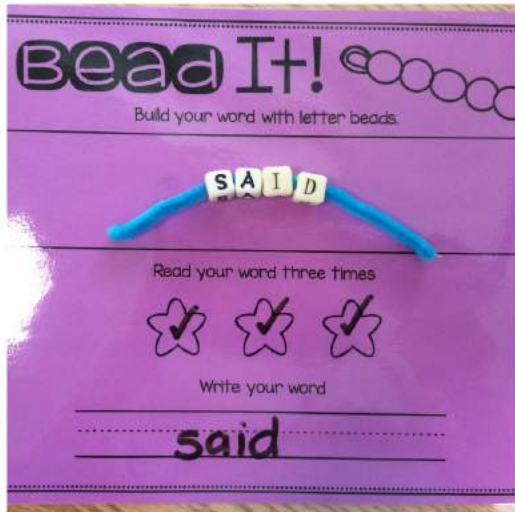 Bead It!
Build your word with letter beads.
SAID
Read your word three times
Write your word
said